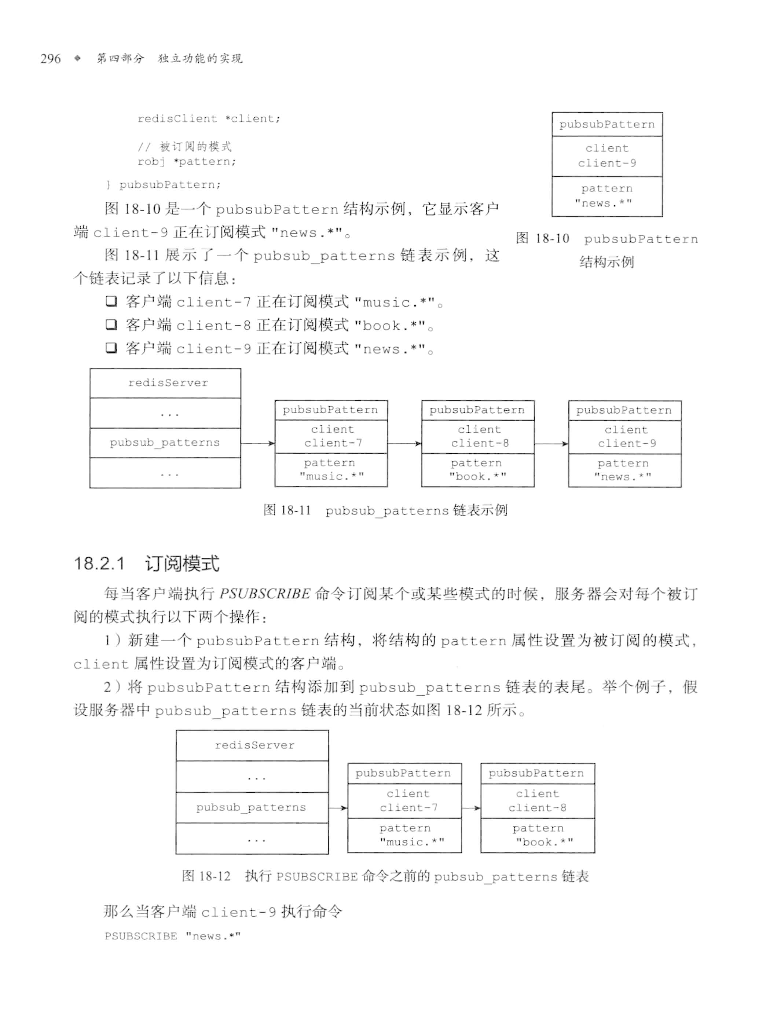 296 ◆ 第四部分 独立功能的实现
redisClient *client;
// 被订阅的模式
robj *pattern;
} pubsubPattern;
图 18-10 是一个 pubsubPattern 结构示例，它显示客户
端 client-9 正在订阅模式 "news.*"。
图 18-11 展示了一个 pubsub_patterns 链表示例，这
个链表记录了以下信息：
pubsubPattern
client
client-9
pattern
"news.*"
图 18-10 pubsubPattern
结构示例
❑ 客户端 client-7 正在订阅模式 "music.*"。
❑ 客户端 client-8 正在订阅模式 "book.*"。
❑ 客户端 client-9 正在订阅模式 "news.*"。
redisServer
...
pubsub_patterns
...
pubsubPattern
client
client-7
pattern
"music.*"
pubsubPattern
client
client-8
pattern
"book.*"
pubsubPattern
client
client-9
pattern
"news.*"
图 18-11 pubsub_patterns 链表示例
18.2.1 订阅模式
每当客户端执行 PSUBSCRIBE 命令订阅某个或某些模式的时候，服务器会对每个被订
阅的模式执行以下两个操作：
1）新建一个 pubsubPattern 结构，将结构的 pattern 属性设置为被订阅的模式，
client 属性设置为订阅模式的客户端。
2）将 pubsubPattern 结构添加到 pubsub_patterns 链表的表尾。举个例子，假
设服务器中 pubsub_patterns 链表的当前状态如图 18-12 所示。
redisServer
...
pubsub_patterns
...
pubsubPattern
client
client-7
pattern
"music.*"
pubsubPattern
client
client-8
pattern
"book.*"
图 18-12 执行 PSUBSCRIBE 命令之前的 pubsub_patterns 链表
那么当客户端 client-9 执行命令
PSUBSCRIBE "news.*"